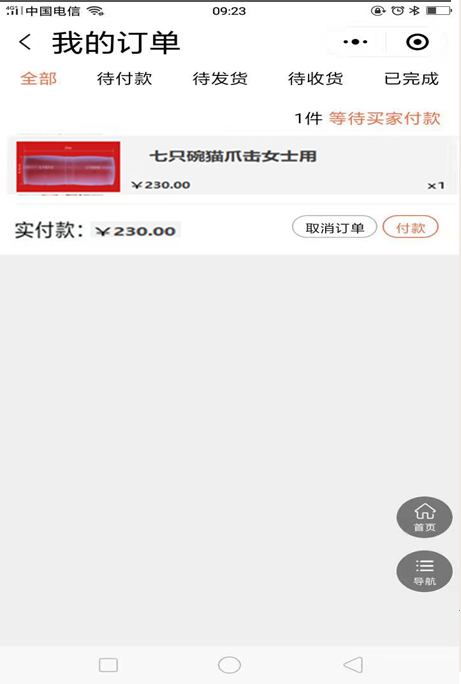 4G 中国电信 09:23
我的订单
全部 待付款 待发货 待收货 已完成
1件 等待买家付款
七只碗猫爪击女士用
￥230.00 x1
实付款：￥230.00 取消订单 付款
首页
导航